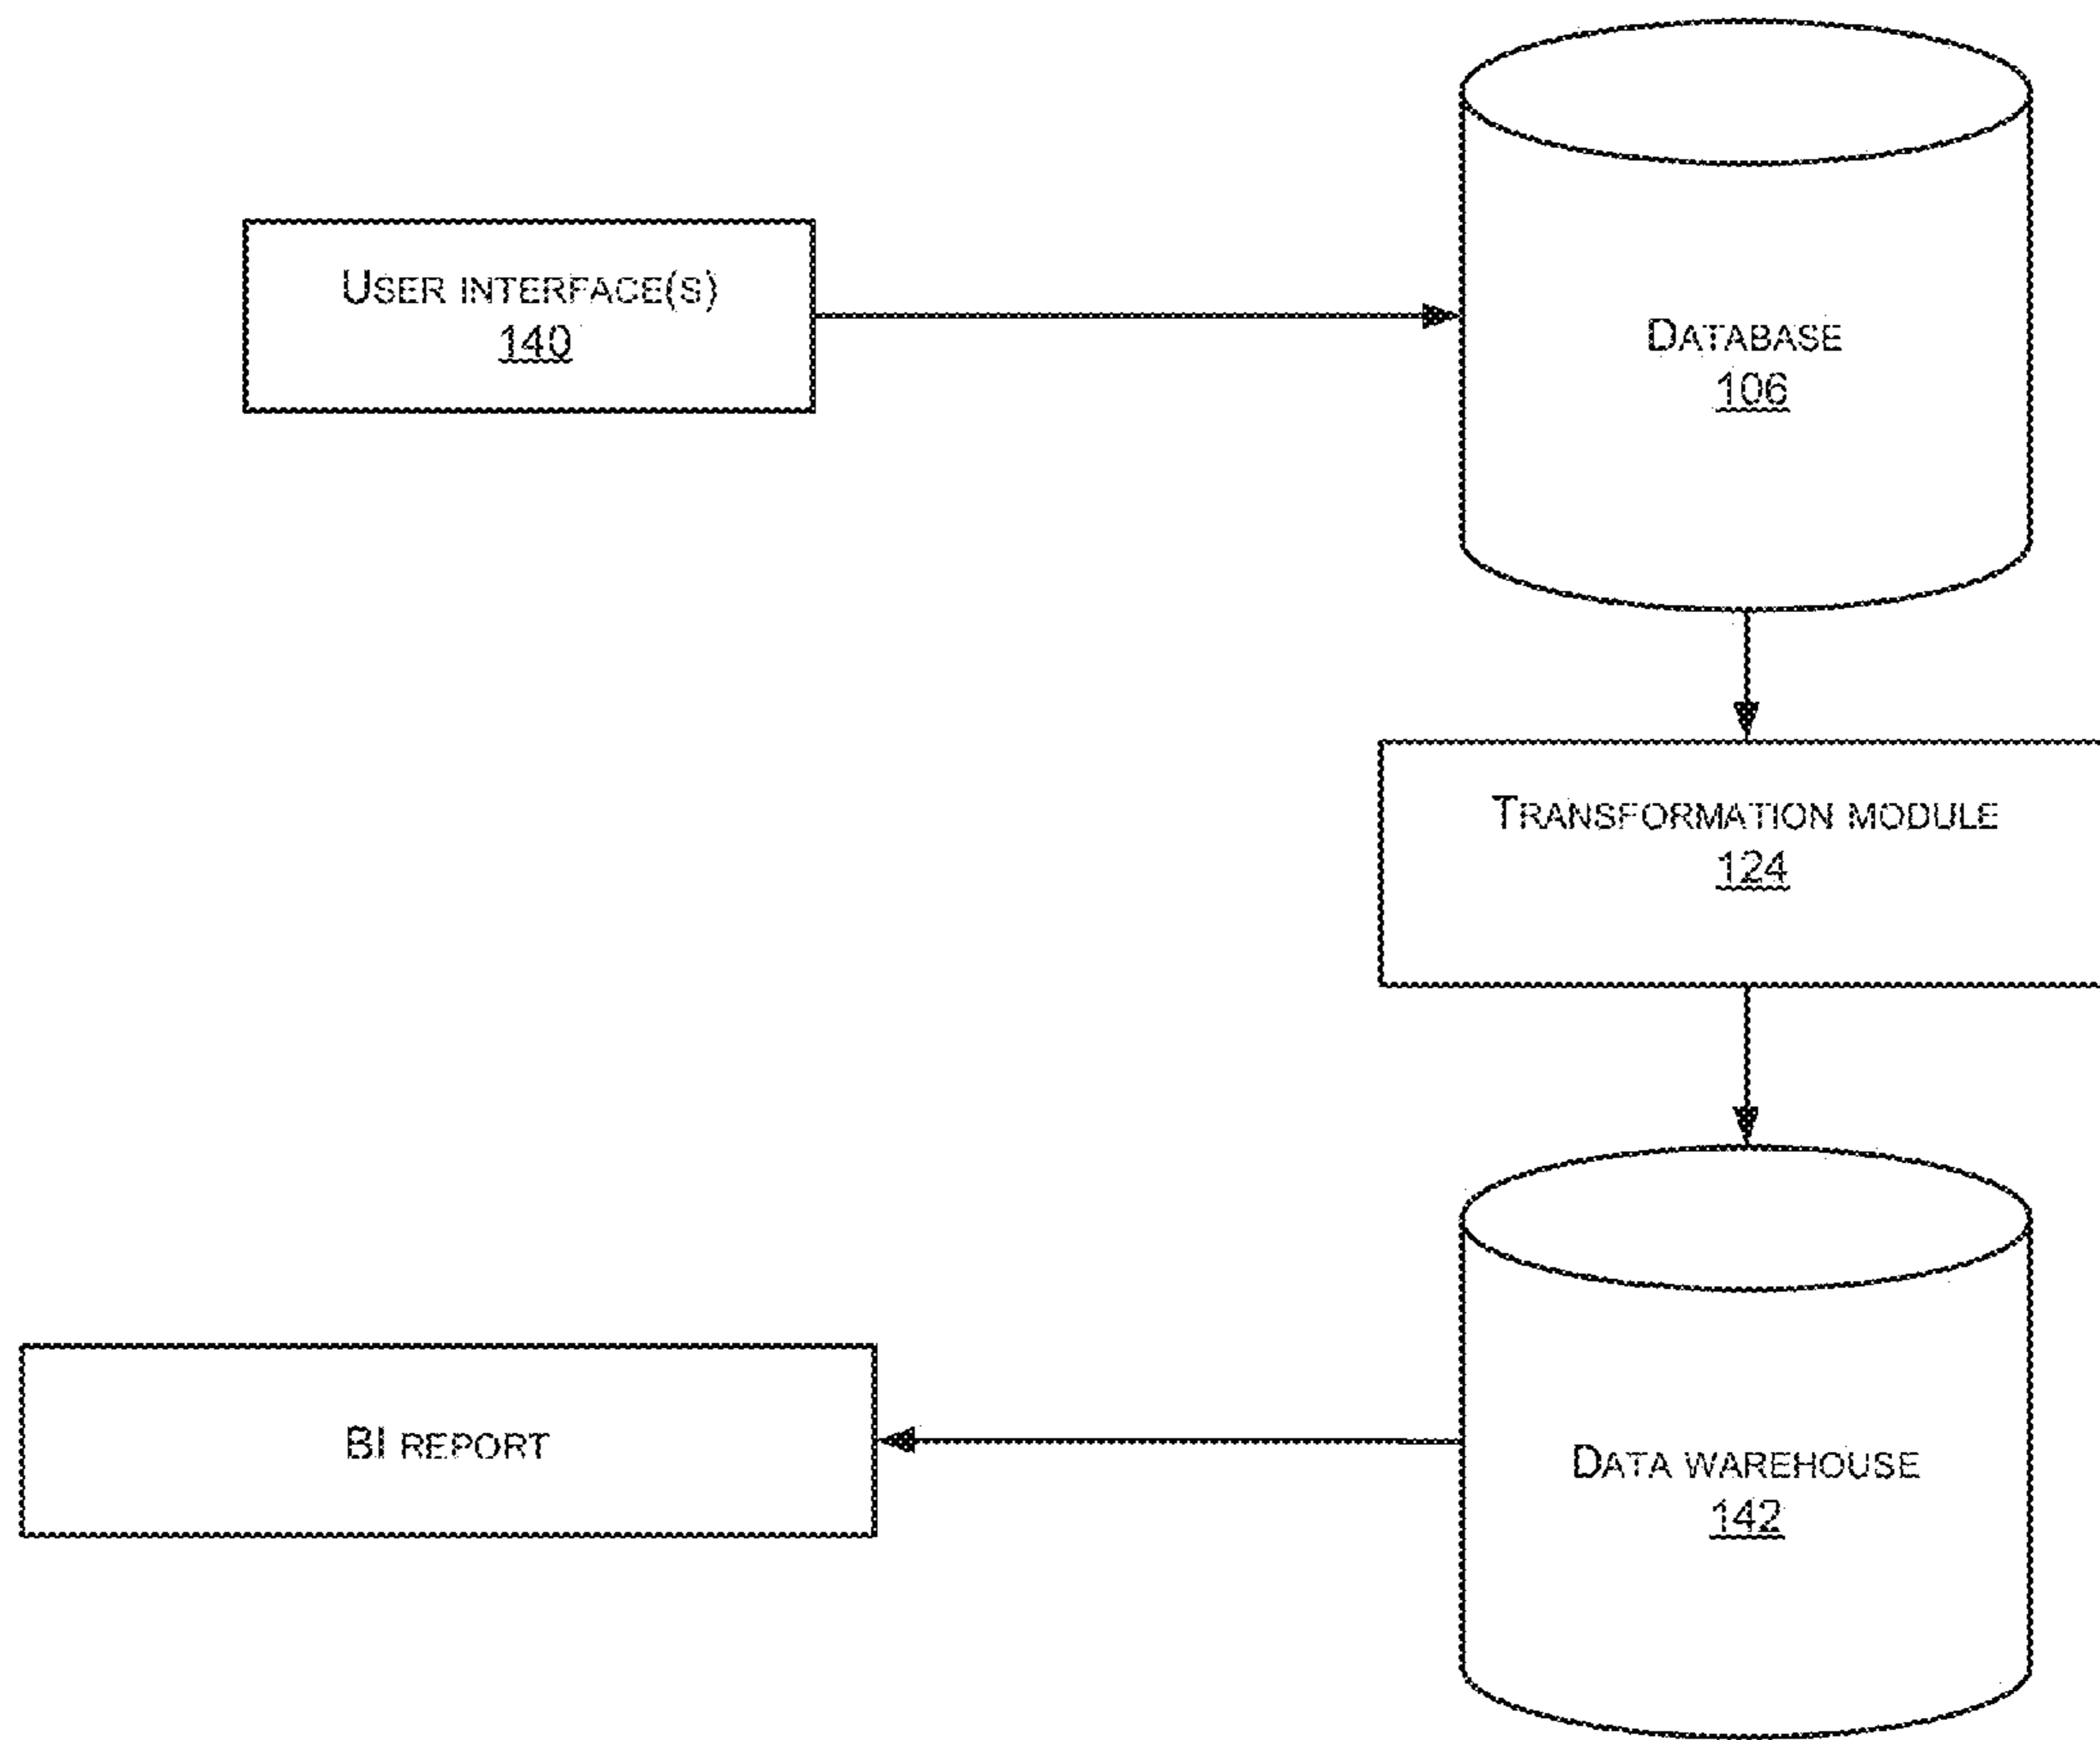 User interface(s)
140
Database
106
Transformation module
124
BI report
Data warehouse
142